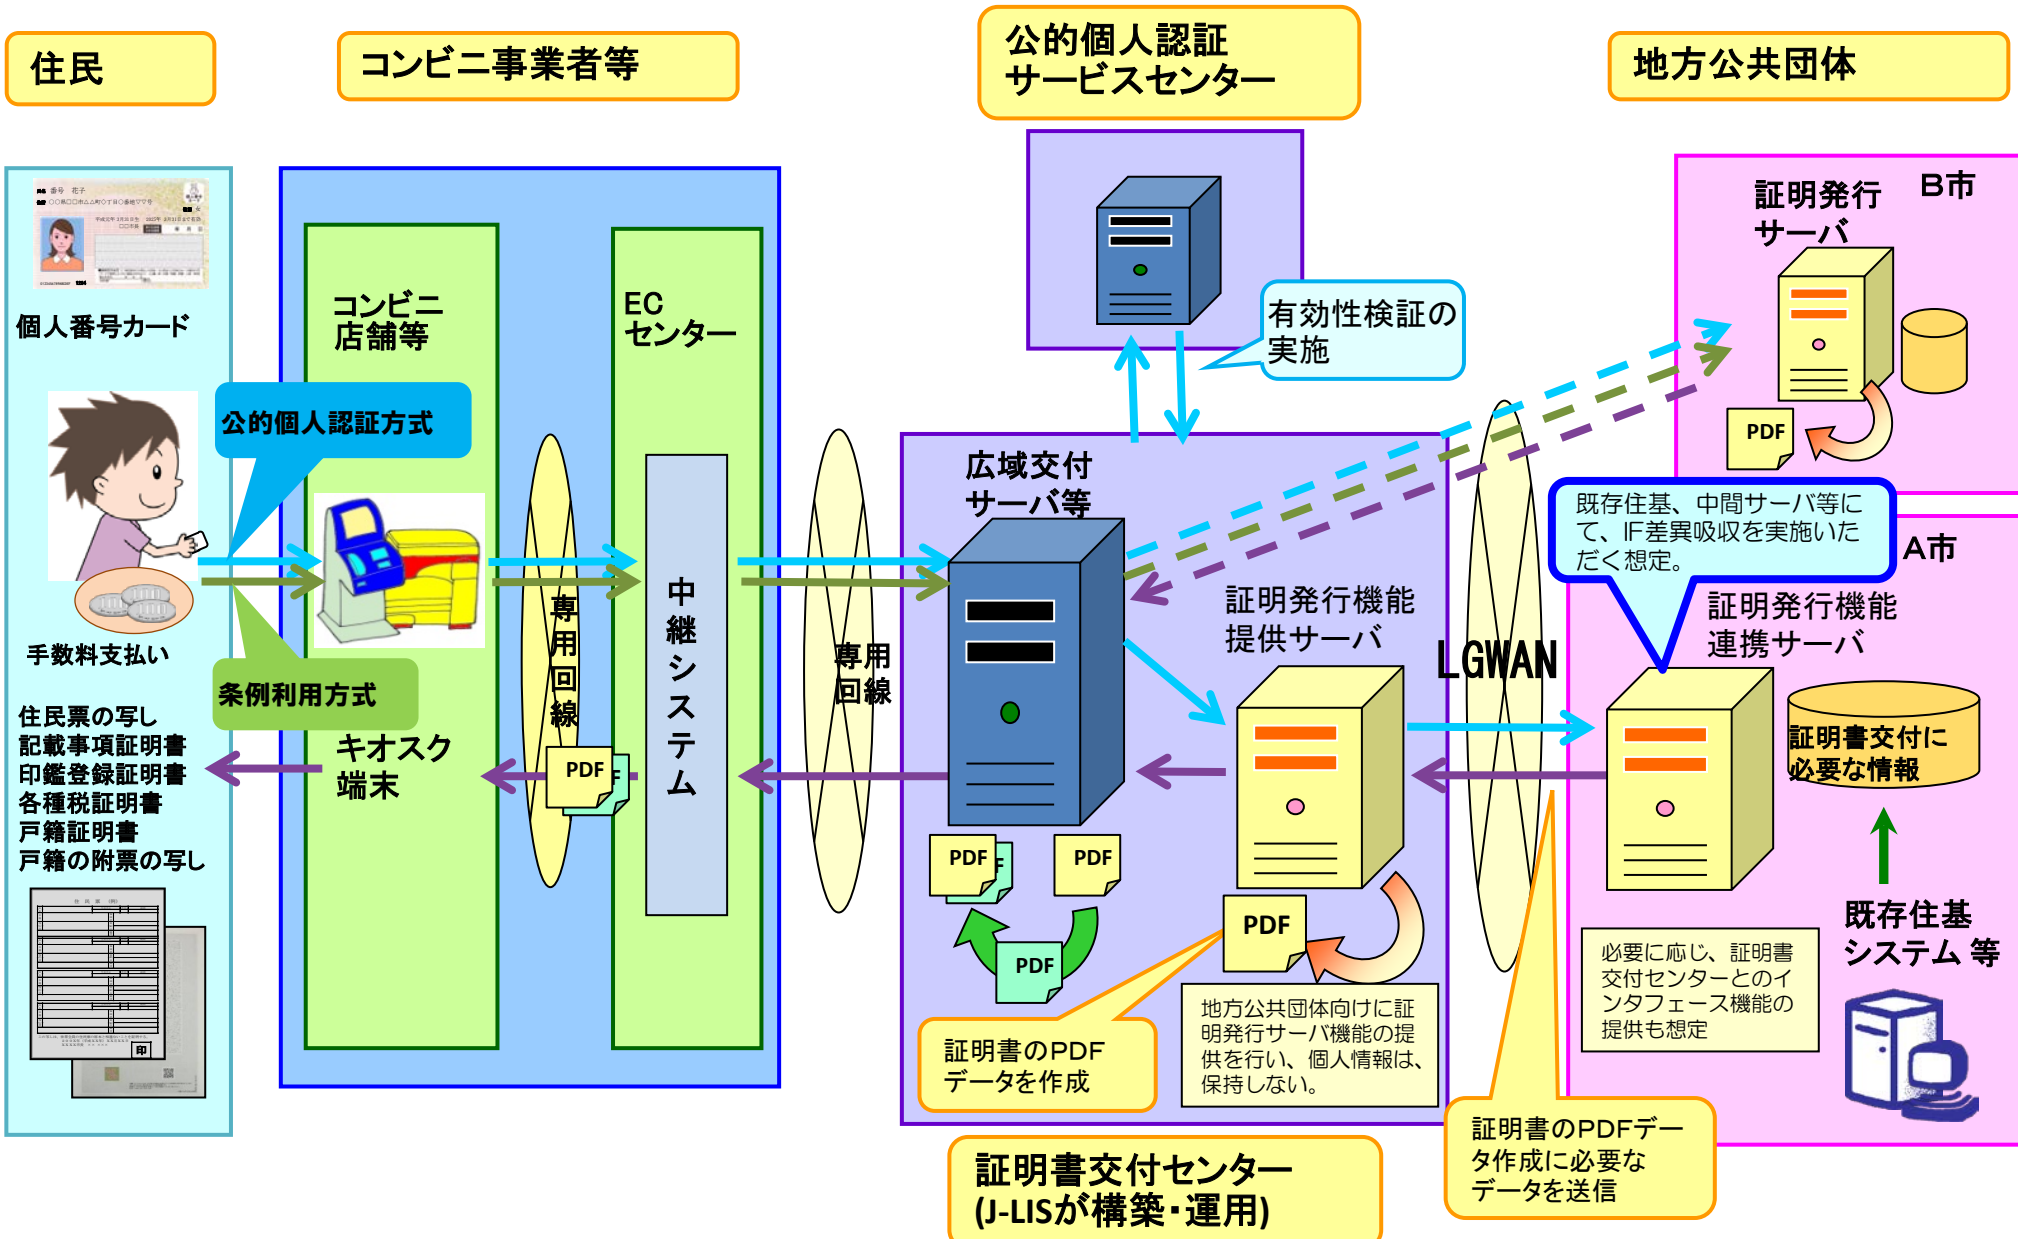 住民
コンビニ事業者等
公的個人認証
サービスセンター
地方公共団体
番号 花子
個人番号カード
手数料支払い
住民票の写し
記載事項証明書
印鑑登録証明書
各種税証明書
戸籍証明書
戸籍の附票の写し
印
公的個人認証方式
条例利用方式
コンビニ
店舗等
キオスク
端末
専用回線
PDF
EC
センター
中継システム
専用
回線
有効性検証の
実施
広域交付
サーバ等
証明発行機能
提供サーバ
PDF
PDF
PDF
PDF
証明書のPDF
データを作成
地方公共団体向けに証
明発行サーバ機能の提
供を行い、個人情報は、
保持しない。
証明書交付センター
(J-LISが構築・運用)
LGWAN
証明書のPDFデー
タ作成に必要な
データを送信
証明発行
サーバ
B市
PDF
既存住基、中間サーバ等に
て、IF差異吸収を実施いた
だく想定。
A市
証明発行機能
連携サーバ
証明書交付に
必要な情報
既存住基
システム 等
必要に応じ、証明書
交付センターとのイ
ンタフェース機能の
提供も想定